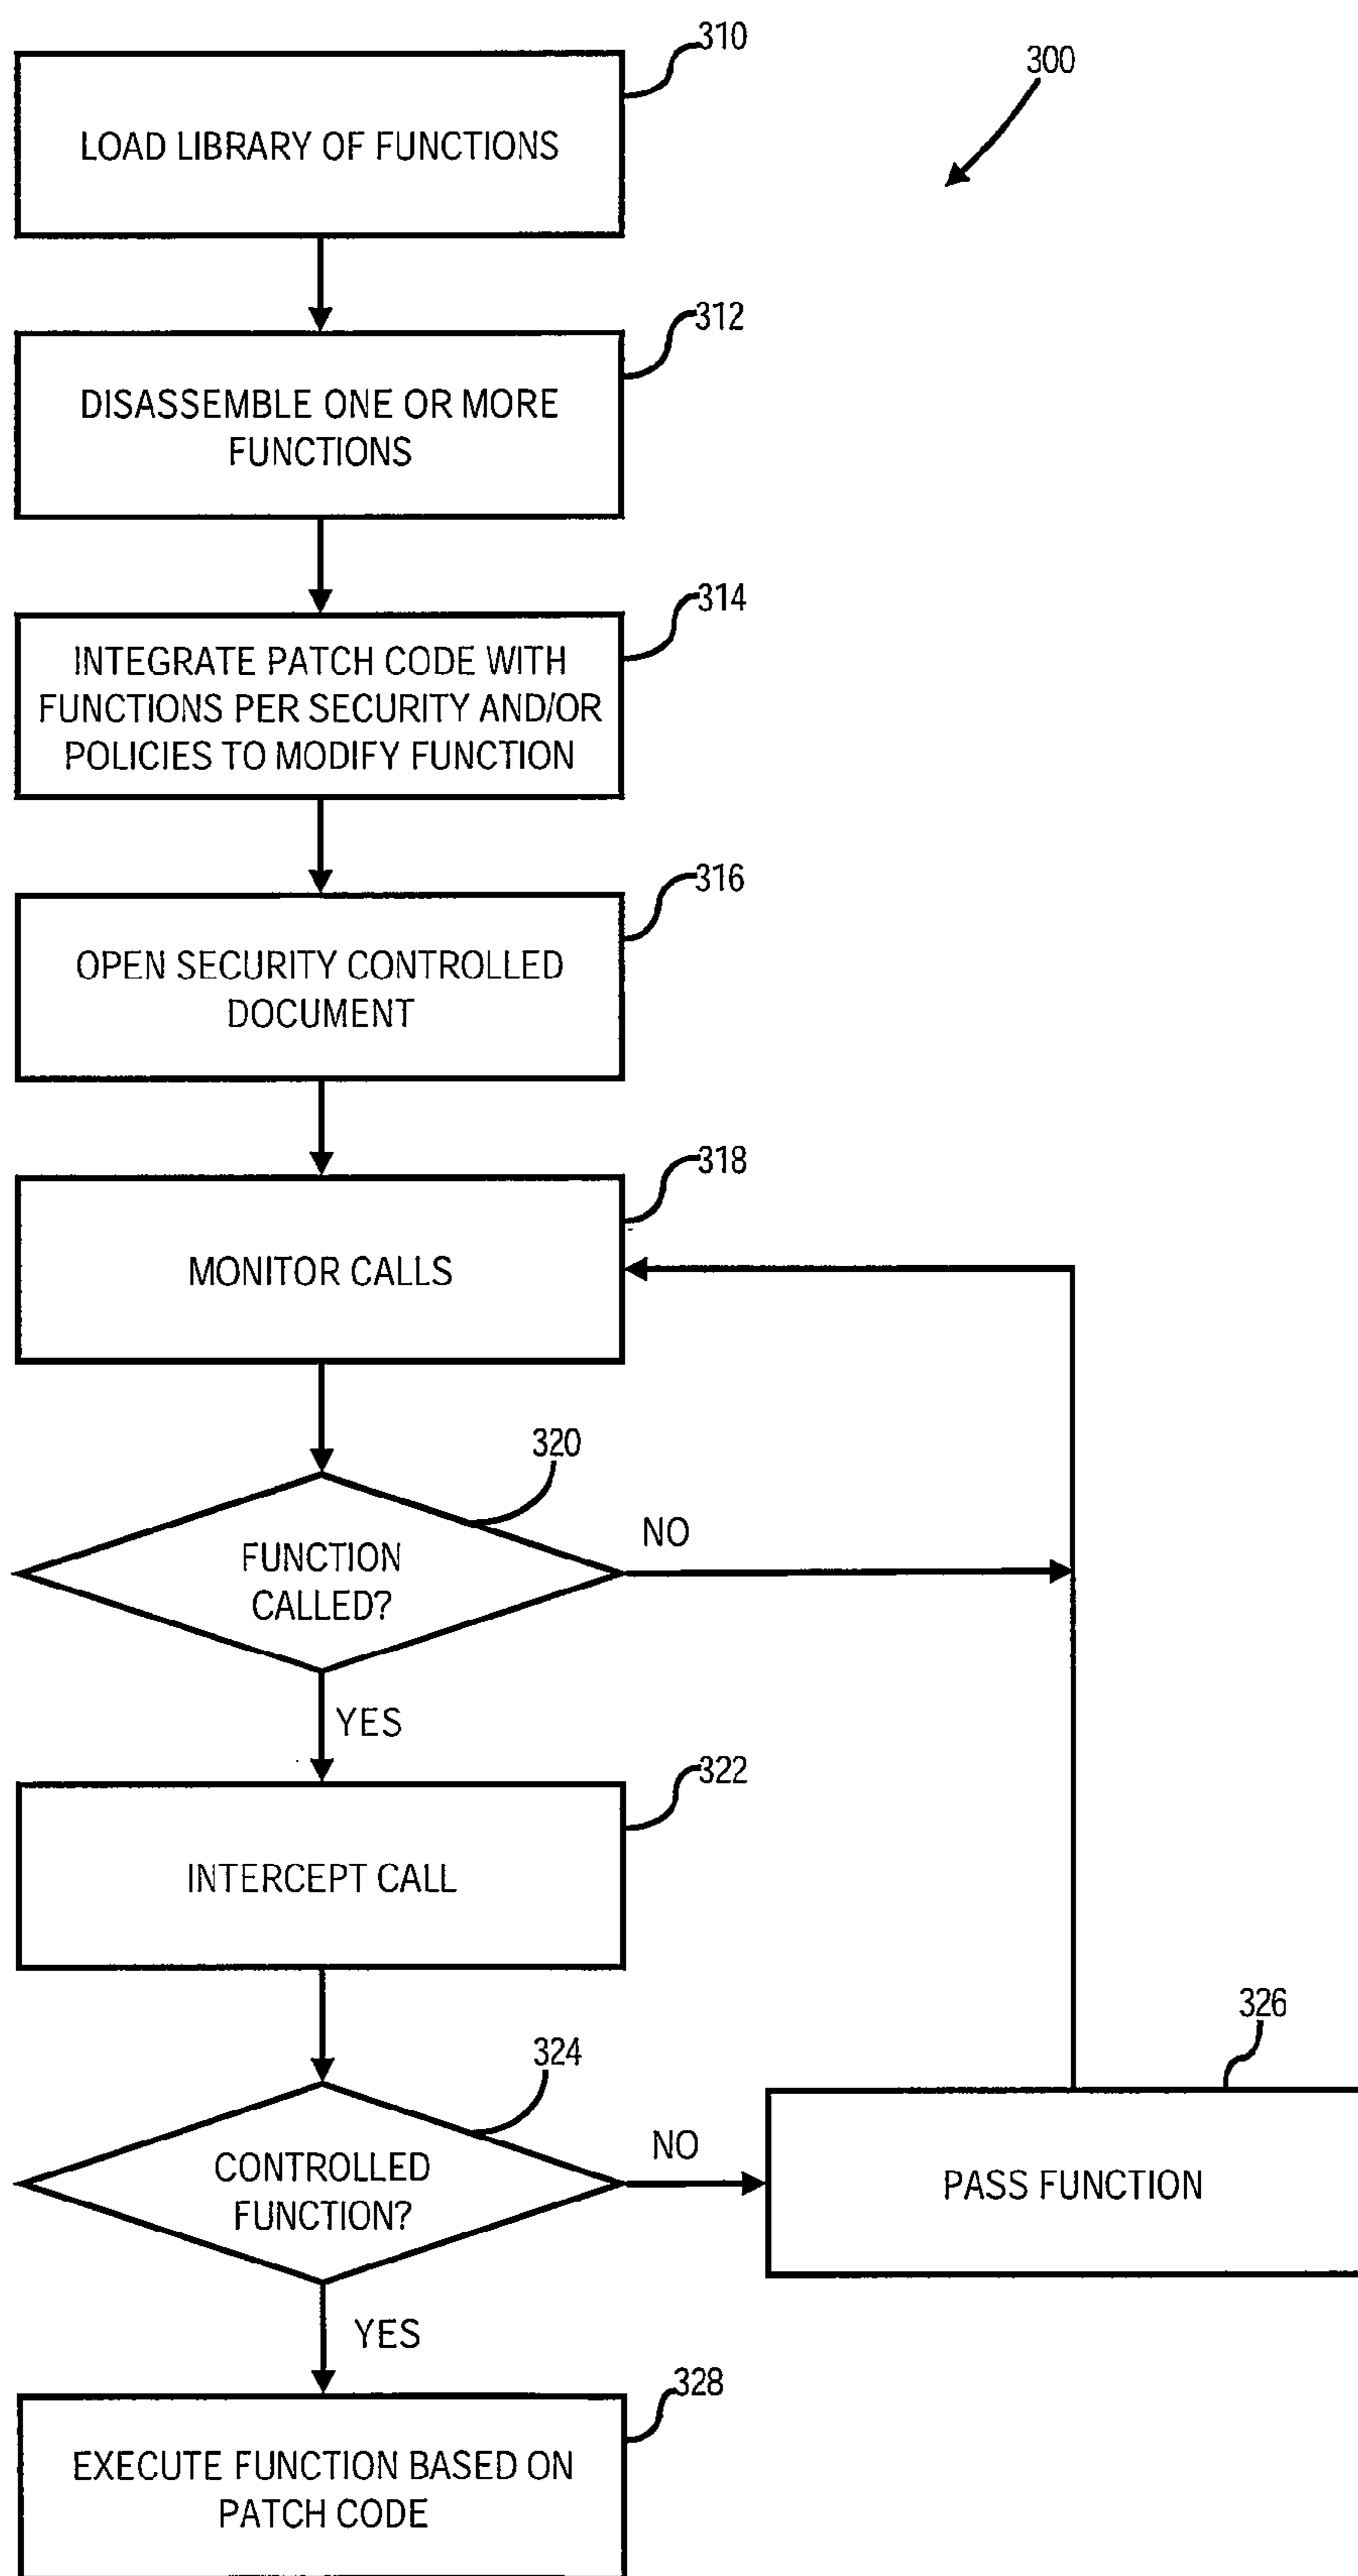 310
300
LOAD LIBRARY OF FUNCTIONS
312
DISASSEMBLE ONE OR MORE
FUNCTIONS
314
INTEGRATE PATCH CODE WITH
FUNCTIONS PER SECURITY AND/OR
POLICIES TO MODIFY FUNCTION
316
OPEN SECURITY CONTROLLED
DOCUMENT
318
MONITOR CALLS
320
NO
FUNCTION
CALLED?
YES
322
INTERCEPT CALL
326
324
NO
CONTROLLED
FUNCTION?
PASS FUNCTION
YES
328
EXECUTE FUNCTION BASED ON
PATCH CODE